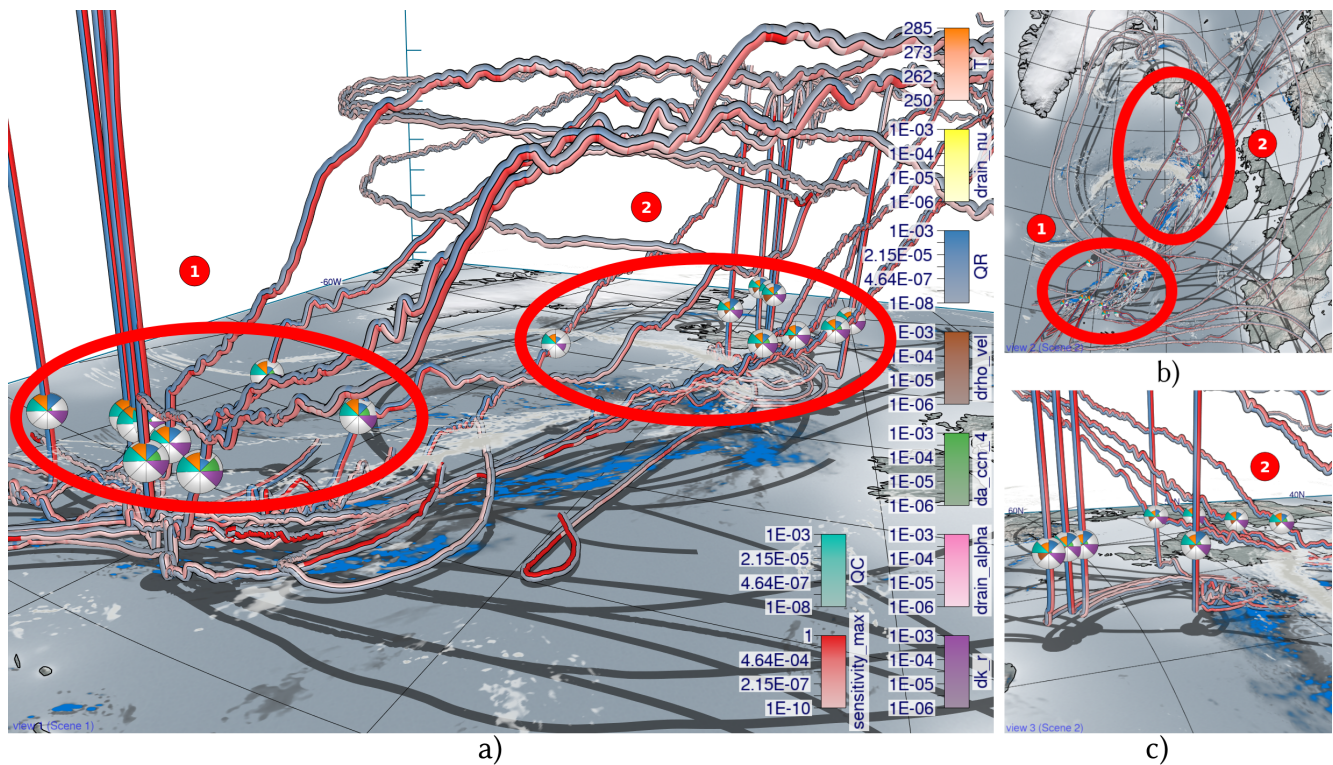 285
273
262
250
T
1E-03
1E-04
1E-05
1E-06
drain_nu
1E-03
2.15E-05
4.64E-07
1E-08
QR
1E-03
1E-04
1E-05
1E-06
drho_vel
1E-03
1E-04
1E-05
1E-06
da_ccn_4
1E-03
2.15E-05
4.64E-07
1E-08
QC
1E-03
1E-04
1E-05
1E-06
drain_alpha
1
4.64E-04
2.15E-07
1E-10
sensitivity_max
1E-03
1E-04
1E-05
1E-06
dk_r
1
2
-60W
view 1 (Scene 1)
a)
1
2
view 2 (Scene 2)
b)
2
60N
40N
view 3 (Scene 2)
c)